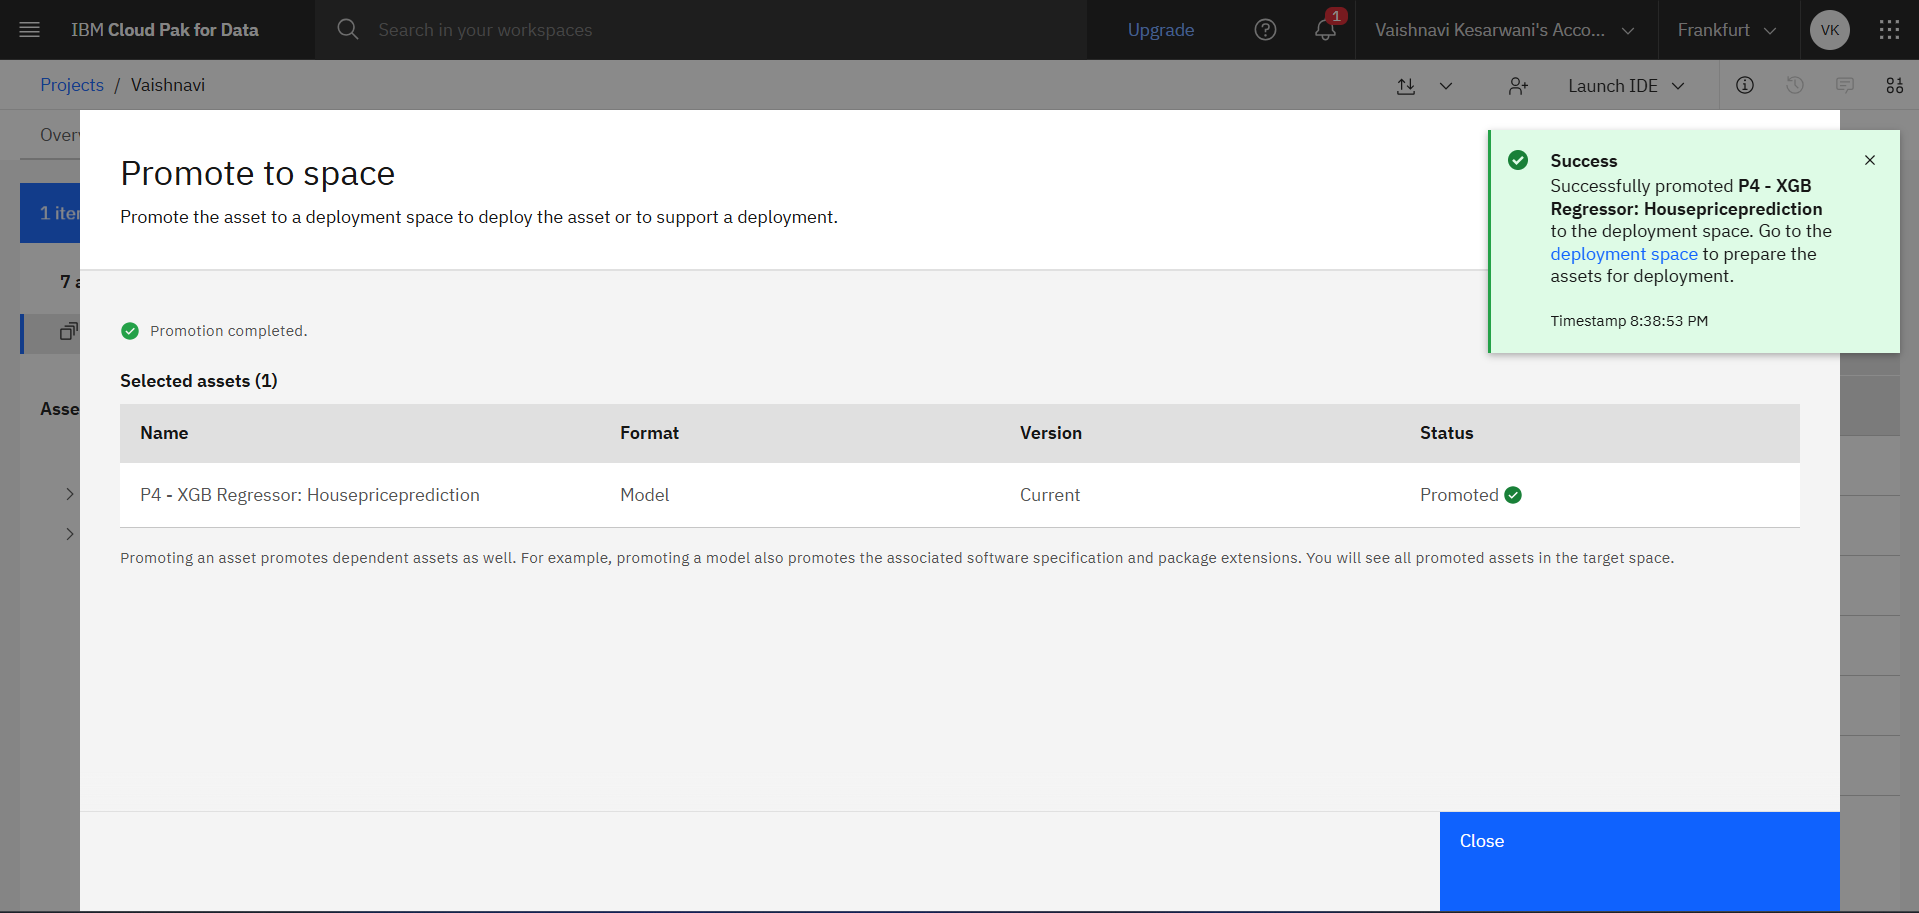 IBM Cloud Pak for Data
Search in your workspaces
Upgrade
1
Vaishnavi Kesarwani's Acco...
Frankfurt
VK
Projects / Vaishnavi
Launch IDE
Promote to space
Promote the asset to a deployment space to deploy the asset or to support a deployment.
Success
Successfully promoted P4 - XGB
Regressor: Housepriceprediction
to the deployment space. Go to the
deployment space to prepare the
assets for deployment.
Timestamp 8:38:53 PM
Promotion completed.
Selected assets (1)
Name Format Version Status
P4 - XGB Regressor: Housepriceprediction Model Current Promoted
Promoting an asset promotes dependent assets as well. For example, promoting a model also promotes the associated software specification and package extensions. You will see all promoted assets in the target space.
Close